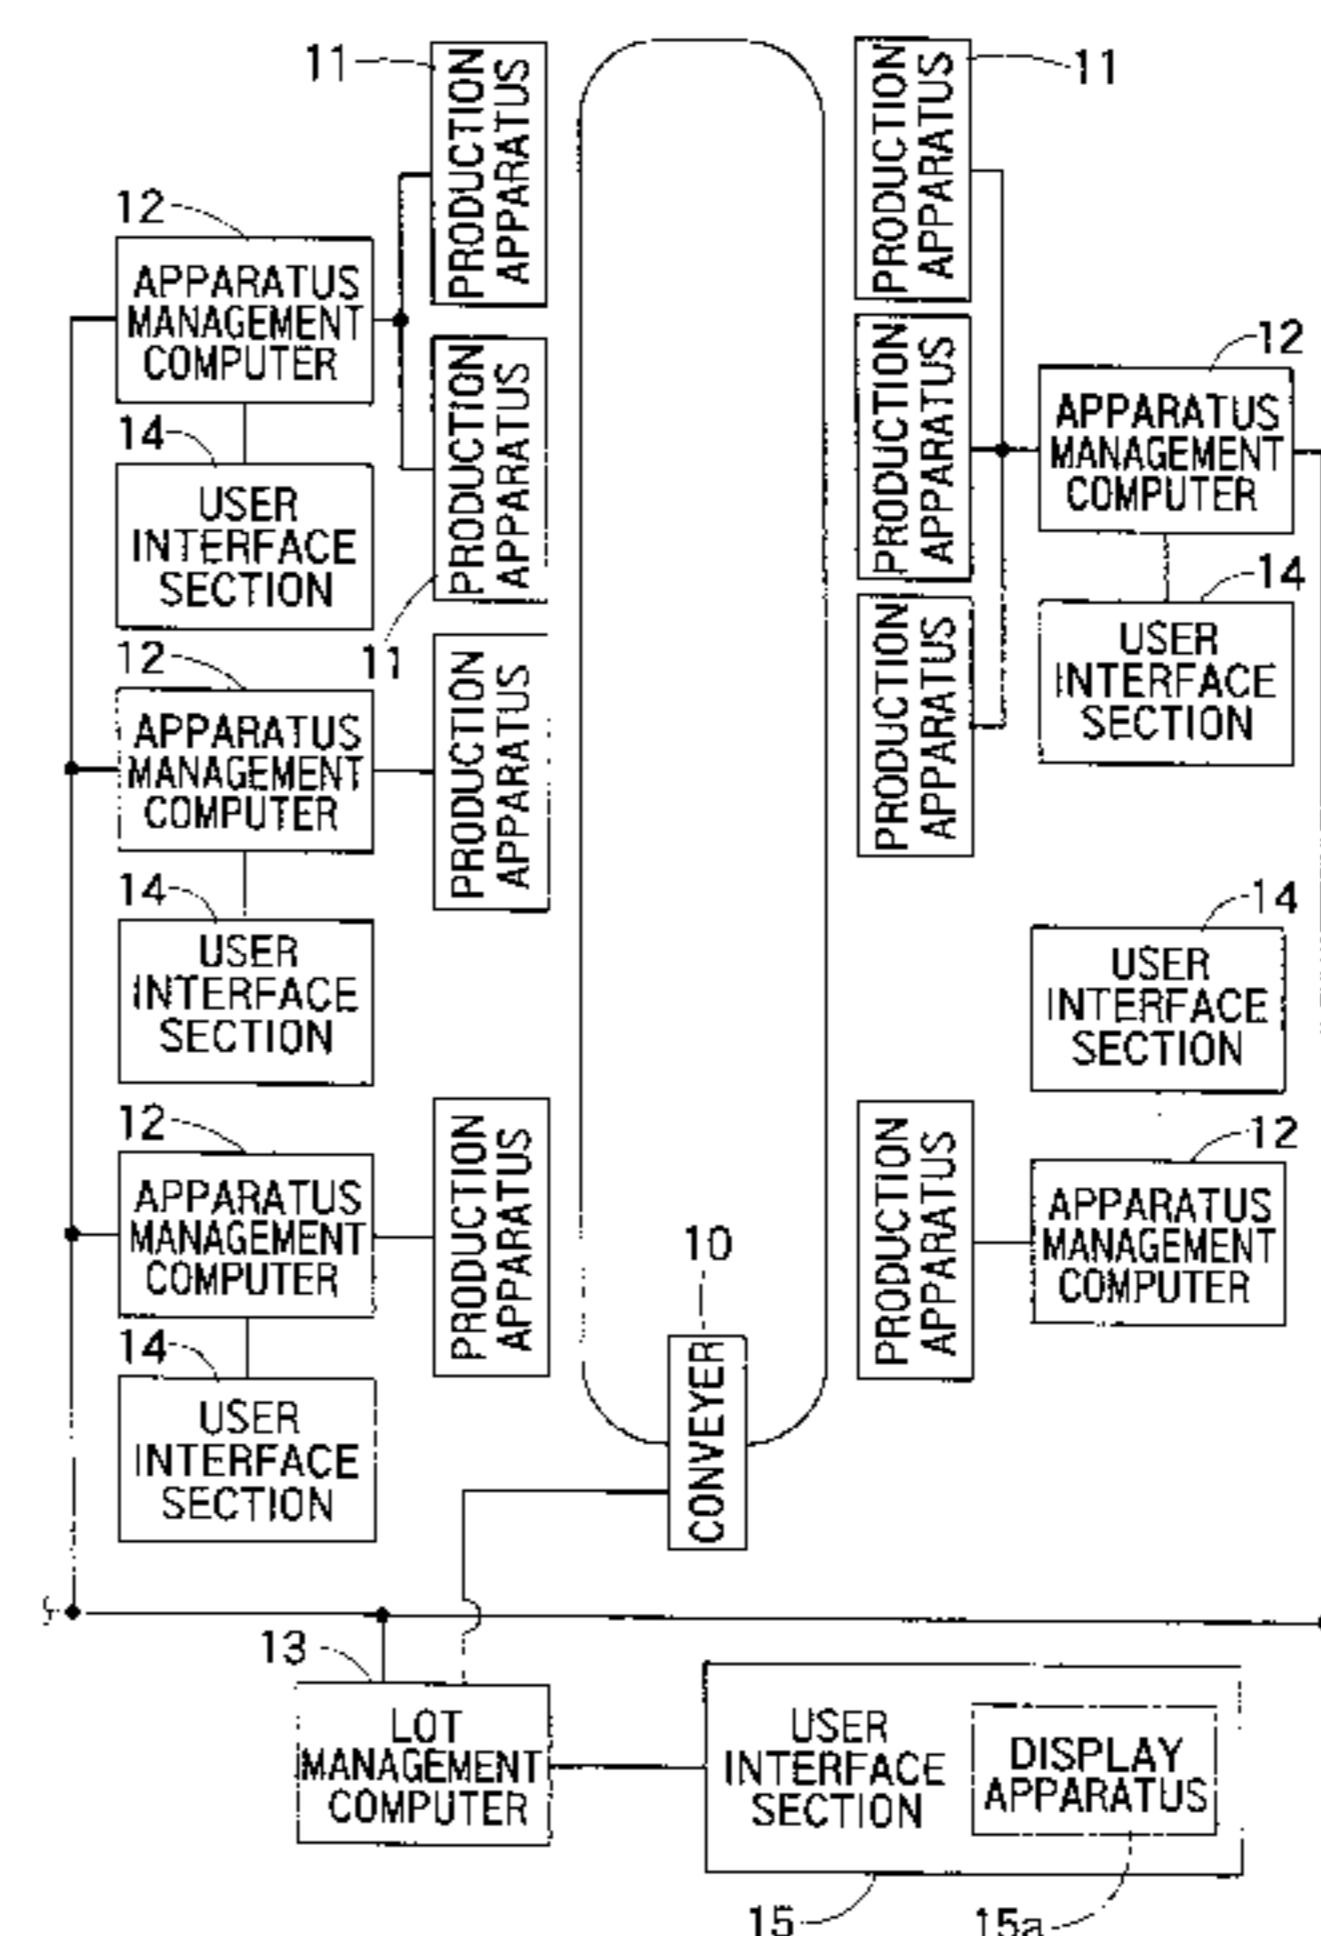 11
PRODUCTION
APPARATUS
PRODUCTION
APPARATUS
11
12
APPARATUS
MANAGEMENT
COMPUTER
PRODUCTION
APPARATUS
11
PRODUCTION
APPARATUS
12
APPARATUS
MANAGEMENT
COMPUTER
14
USER
INTERFACE
SECTION
14
USER
INTERFACE
SECTION
12
APPARATUS
MANAGEMENT
COMPUTER
PRODUCTION
APPARATUS
PRODUCTION
APPARATUS
14
USER
INTERFACE
SECTION
14
USER
INTERFACE
SECTION
12
APPARATUS
MANAGEMENT
COMPUTER
PRODUCTION
APPARATUS
PRODUCTION
APPARATUS
12
APPARATUS
MANAGEMENT
COMPUTER
14
USER
INTERFACE
SECTION
10
CONVEYER
13
LOT
MANAGEMENT
COMPUTER
USER
INTERFACE
SECTION
DISPLAY
APPARATUS
15
15a